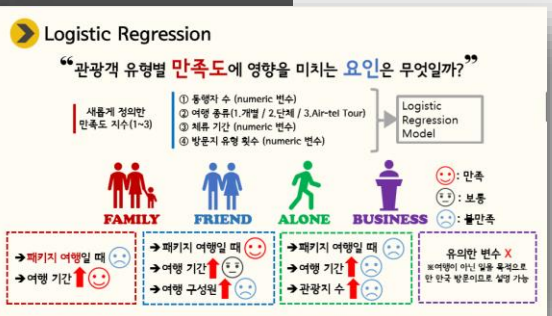 Logistic Regression
“관광객 유형별 만족도에 영향을 미치는 요인은 무엇일까?”
새롭게 정의한
만족도 지수(1~3)
① 동행자 수 (numeric 변수)
② 여행 종류(1.개별 / 2.단체 / 3.Air-tel Tour)
③ 체류 기간 (numeric 변수)
④ 방문지 유형 횟수 (numeric 변수)
Logistic
Regression
Model
: 만족
: 보통
: 불만족
FAMILY
FRIEND
ALONE
BUSINESS
➔패키지 여행일 때
➔여행 기간
➔패키지 여행일 때
➔여행 기간
➔여행 구성원
➔패키지 여행일 때
➔여행 기간
➔관광지 수
유의한 변수 X
※여행이 아닌 일을 목적으로
한 한국 방문이므로 설명 가능